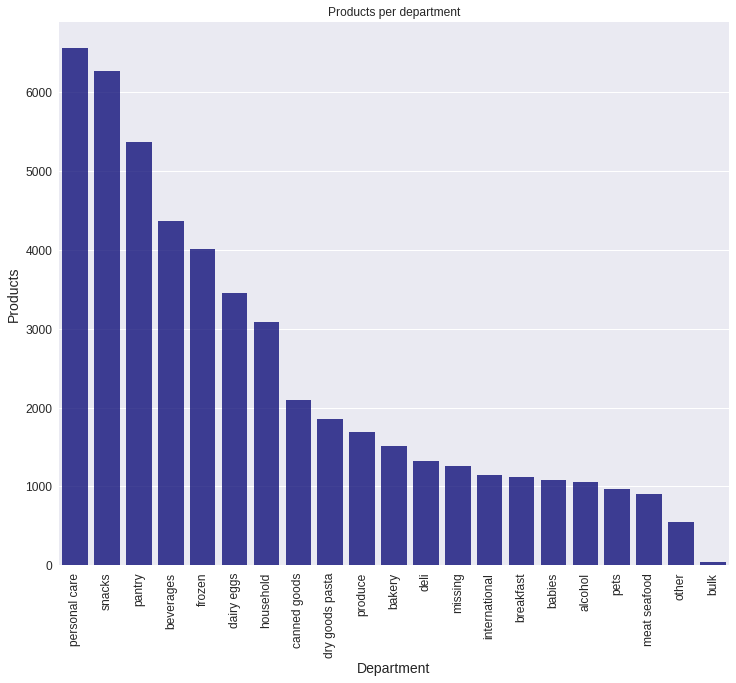 Products per department
Products
6000
5000
4000
3000
2000
1000
0
personal care
snacks
pantry
beverages
frozen
dairy eggs
household
canned goods
dry goods pasta
produce
bakery
deli
missing
international
breakfast
babies
alcohol
pets
meat seafood
other
bulk
Department